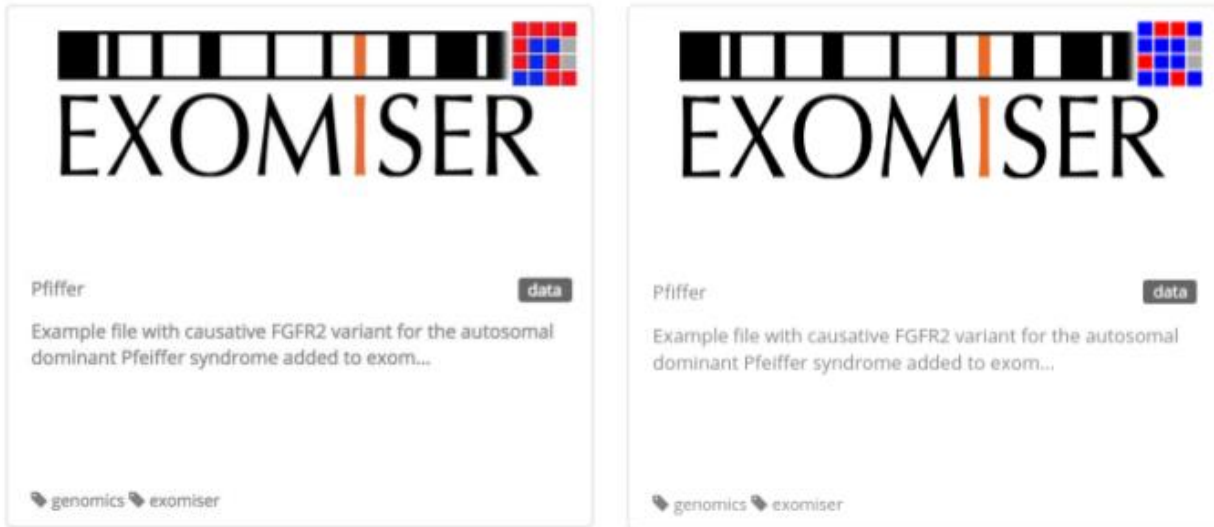 EXOMISER
Pfiffer
data
Example file with causative FGFR2 variant for the autosomal
dominant Pfeiffer syndrome added to exom...
genomics exomiser
EXOMISER
Pfiffer
data
Example file with causative FGFR2 variant for the autosomal
dominant Pfeiffer syndrome added to exom...
genomics exomiser